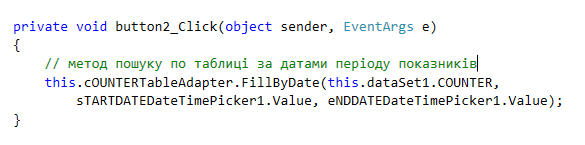 private void button2_Click(object sender, EventArgs e)
{
// метод пошуку по таблиці за датами періоду показників
this.cOUNTERTableAdapter.FillByDate(this.dataSet1.COUNTER,
sTARTDATEDateTimePicker1.Value, eNDDATEDateTimePicker1.Value);
}